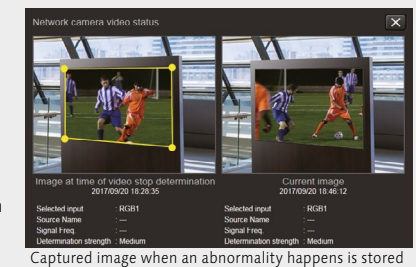 Network camera video status
Image at time of video stop determination
2017/09/20 18:28:35
Selected input : RGB1
Source Name : ---
Signal Freq. : ---
Determination strength : Medium
Current image
2017/09/20 18:46:12
Selected input : RGB1
Source Name : ---
Signal Freq. : ---
Determination strength : Medium
Captured image when an abnormality happens is stored